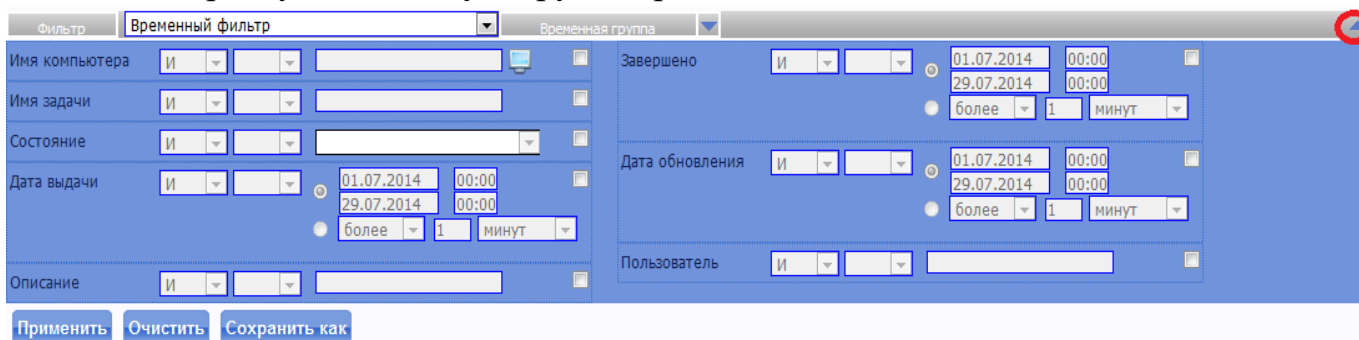 Фильтр Временный фильтр Временная группа
Имя компьютера И
Имя задачи И
Состояние И
Дата выдачи И 01.07.2014 00:00
29.07.2014 00:00
более 1 минут
Описание И
Завершено И 01.07.2014 00:00
29.07.2014 00:00
более 1 минут
Дата обновления И 01.07.2014 00:00
29.07.2014 00:00
более 1 минут
Пользователь И
Применить Очистить Сохранить как